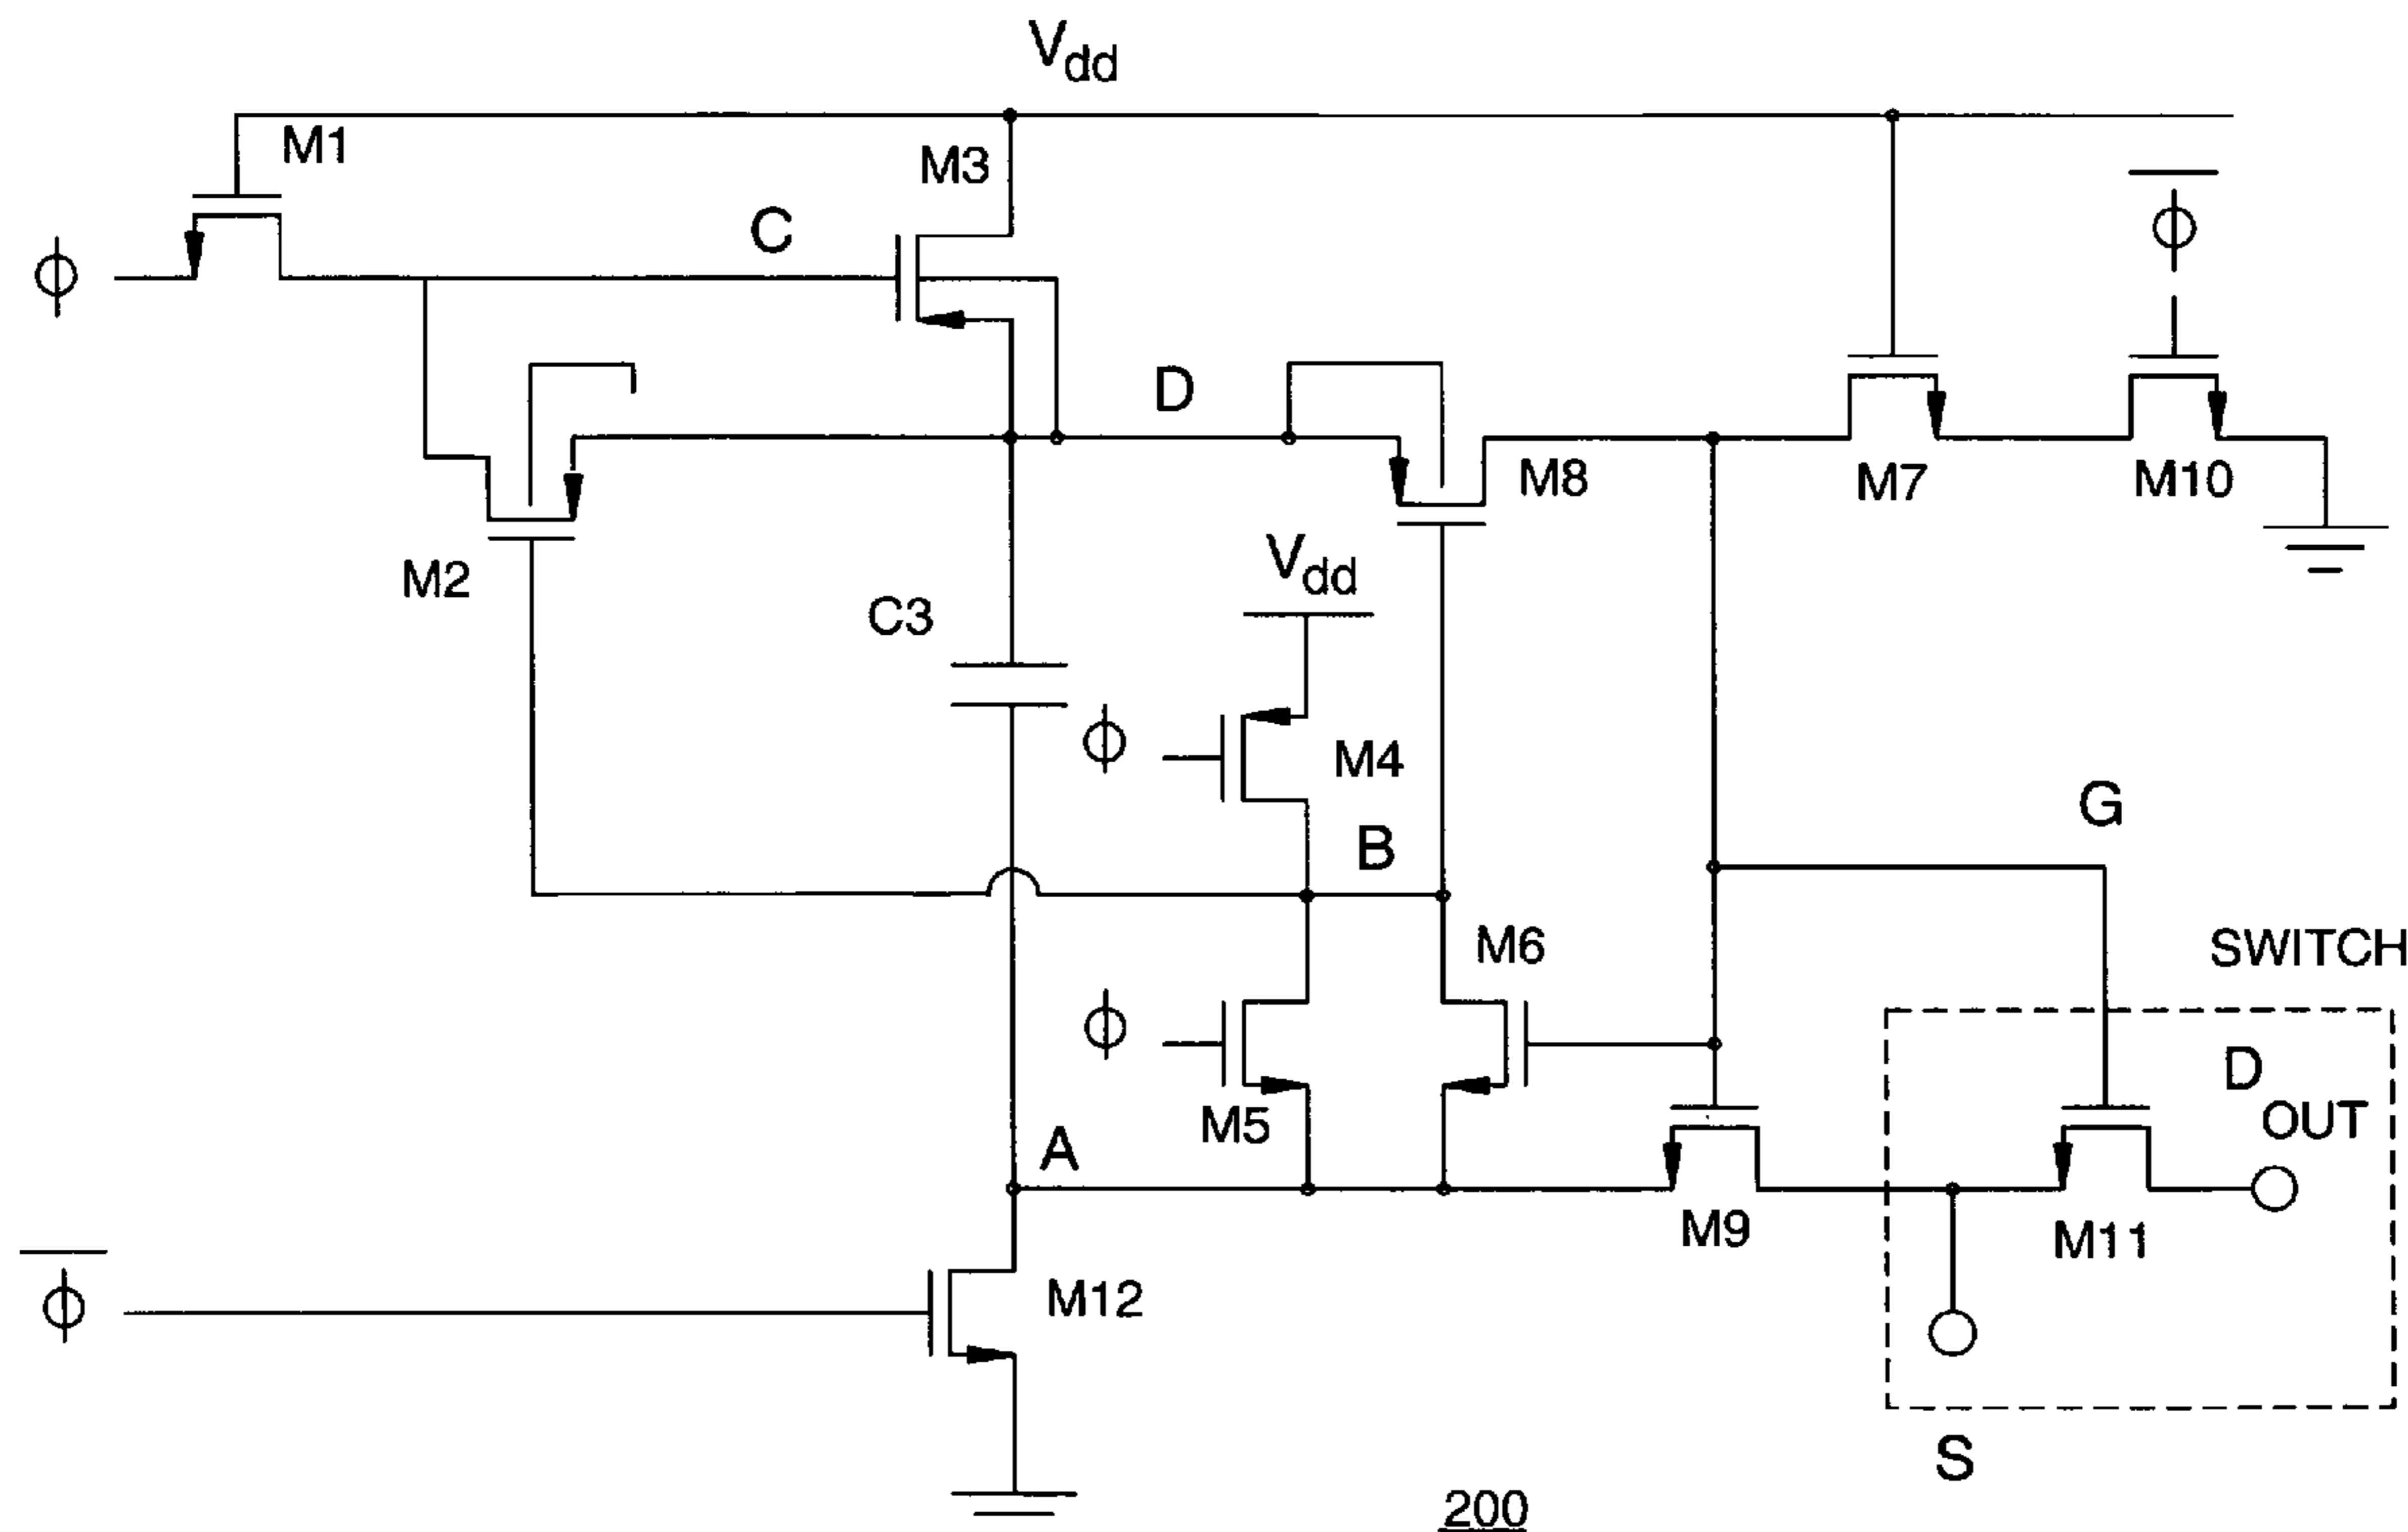 Vdd
M1
M3
C
ϕ
ϕ̅
D
M8
M7
M10
M2
Vdd
C3
ϕ
M4
B
G
M6
SWITCH
ϕ
M5
D OUT
A
M9
M11
ϕ̅
M12
S
200